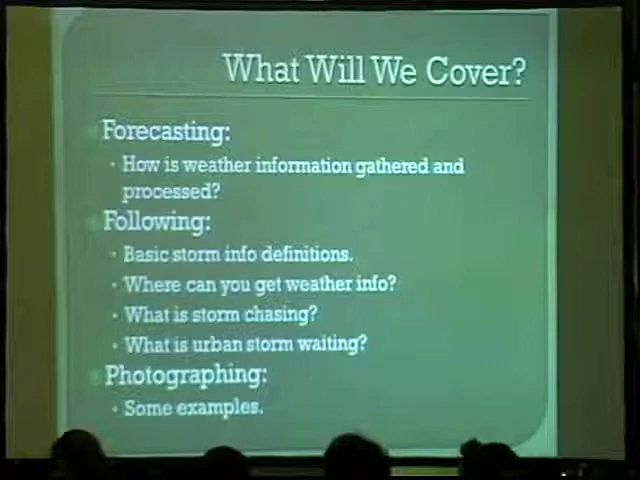 What Will We Cover?
Forecasting:
• How is weather information gathered and
processed?
Following:
• Basic storm info definitions.
• Where can you get weather info?
• What is storm chasing?
• What is urban storm waiting?
Photographing:
• Some examples.